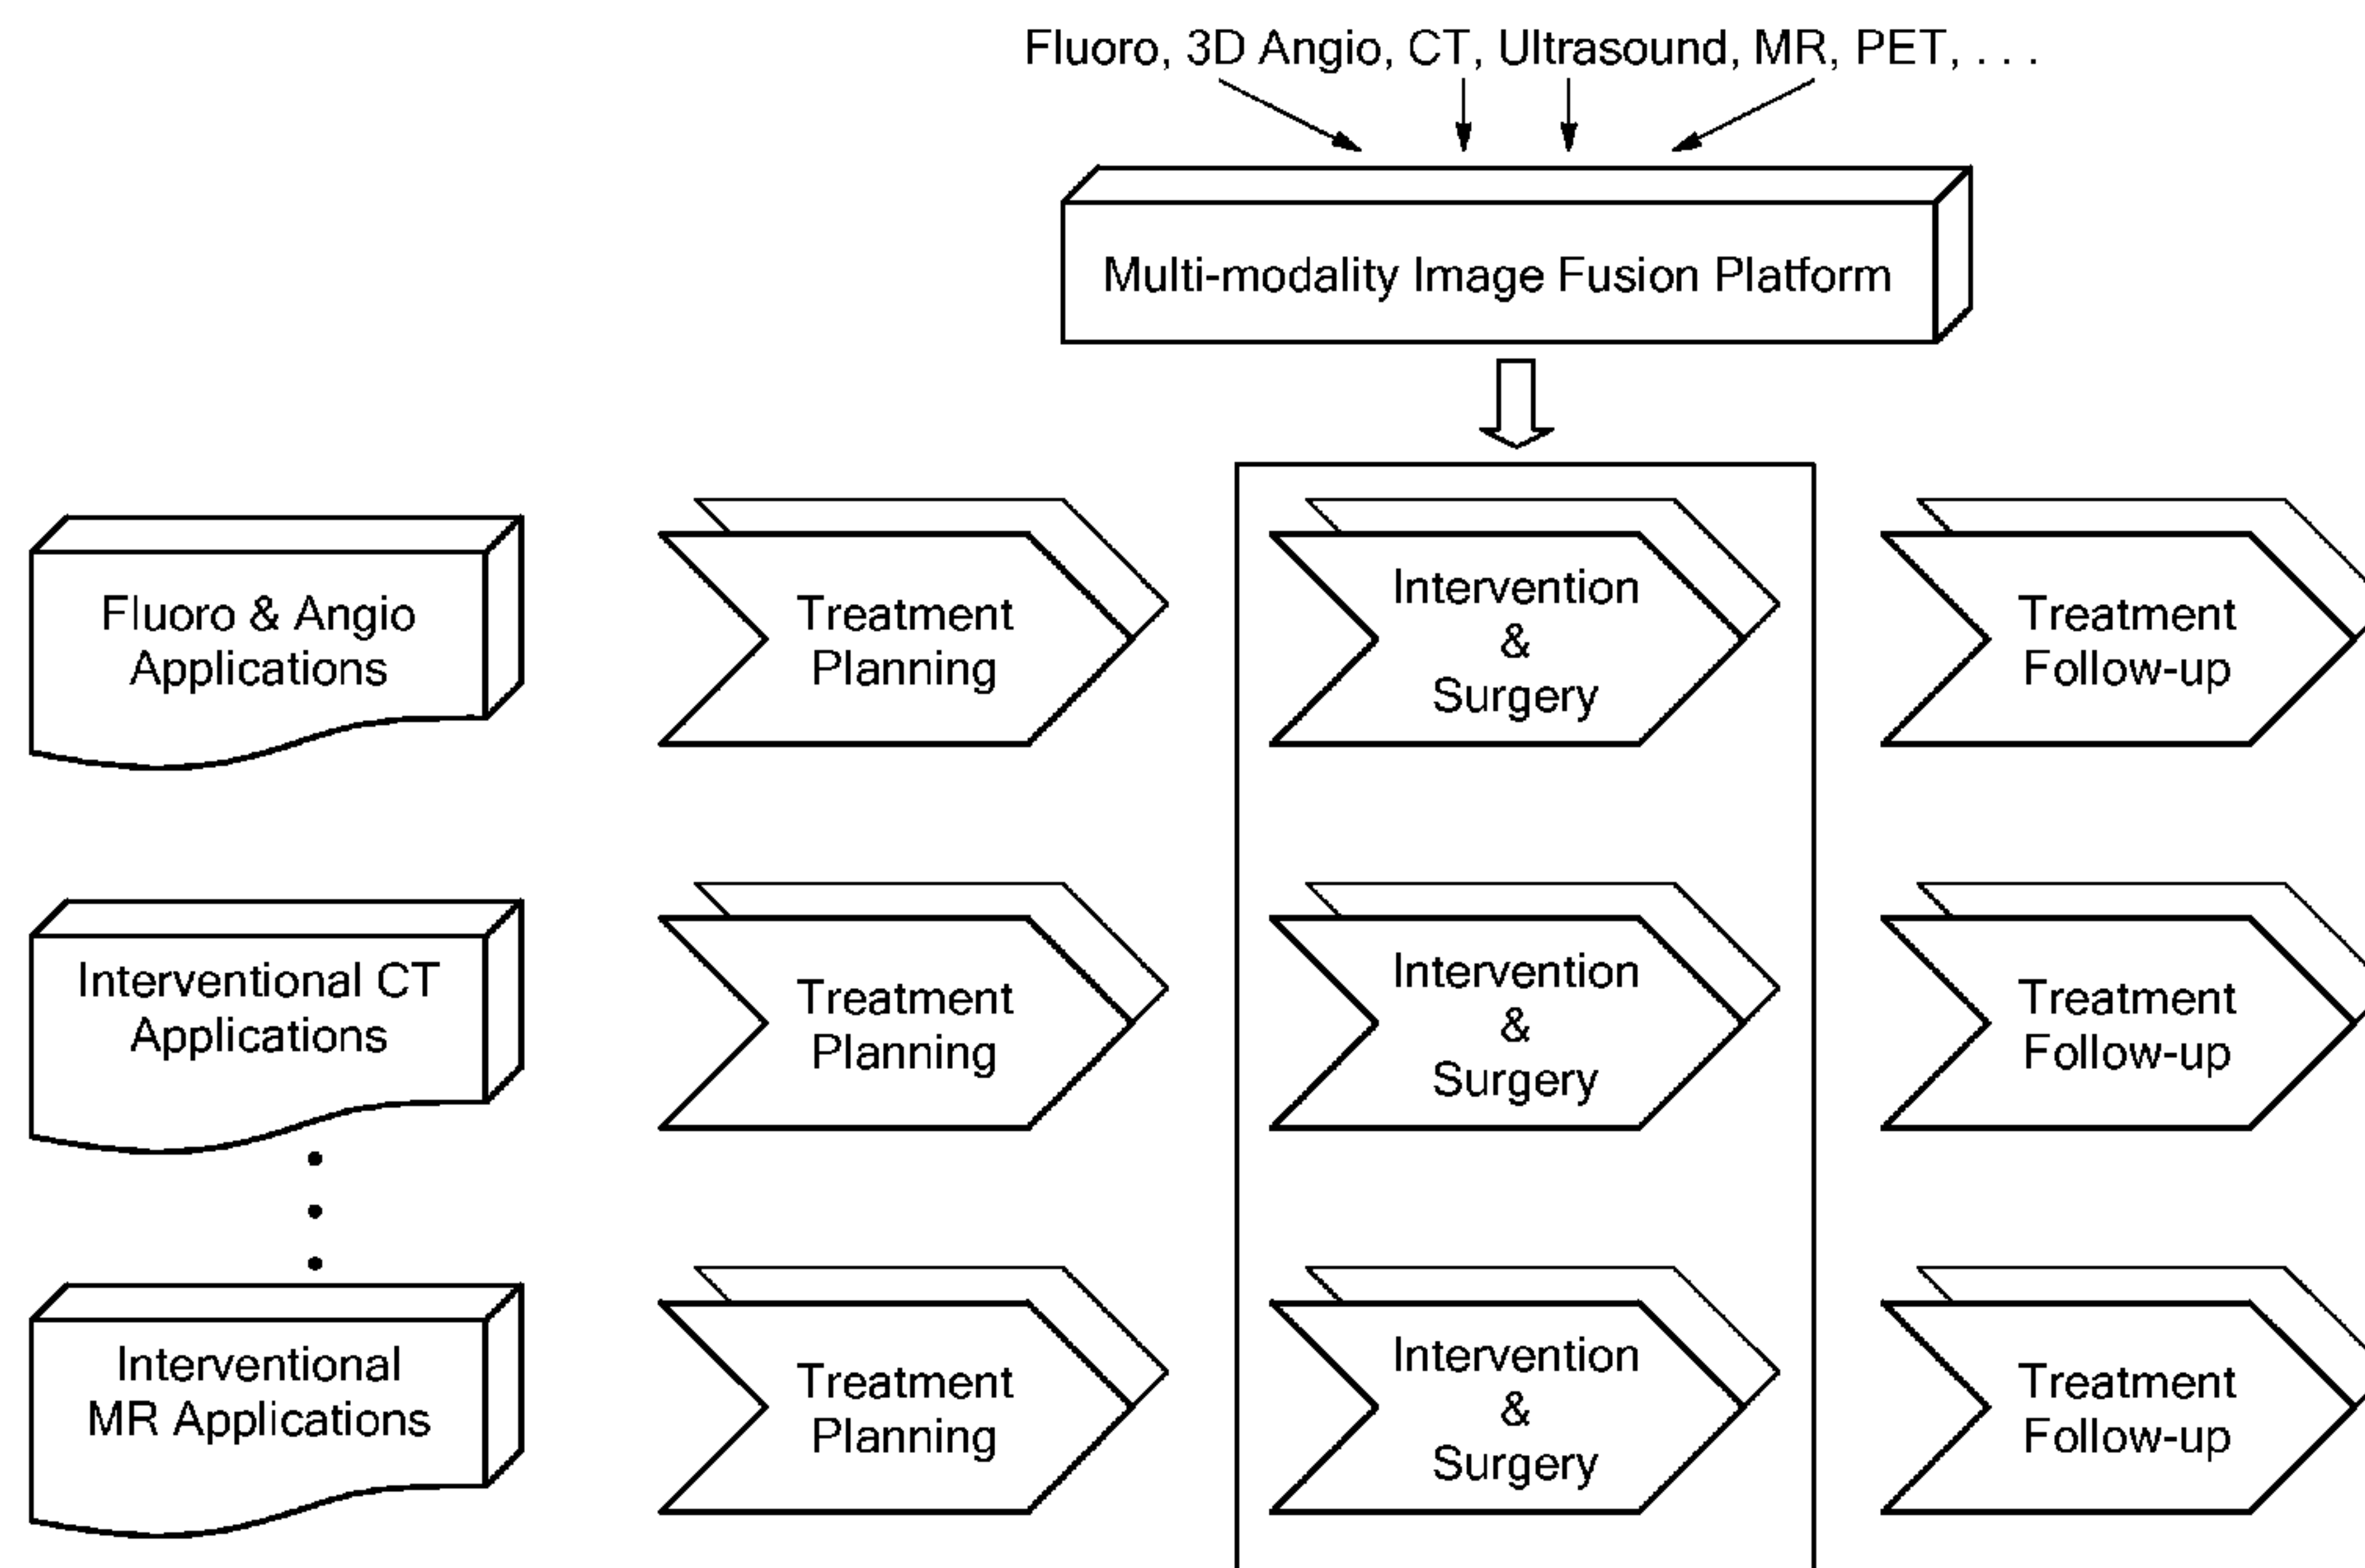 Fluoro, 3D Angio, CT, Ultrasound, MR, PET, . . .
Multi-modality Image Fusion Platform
Fluoro & Angio
Applications
Treatment
Planning
Intervention
&
Surgery
Treatment
Follow-up
Interventional CT
Applications
Treatment
Planning
Intervention
&
Surgery
Treatment
Follow-up
Interventional
MR Applications
Treatment
Planning
Intervention
&
Surgery
Treatment
Follow-up